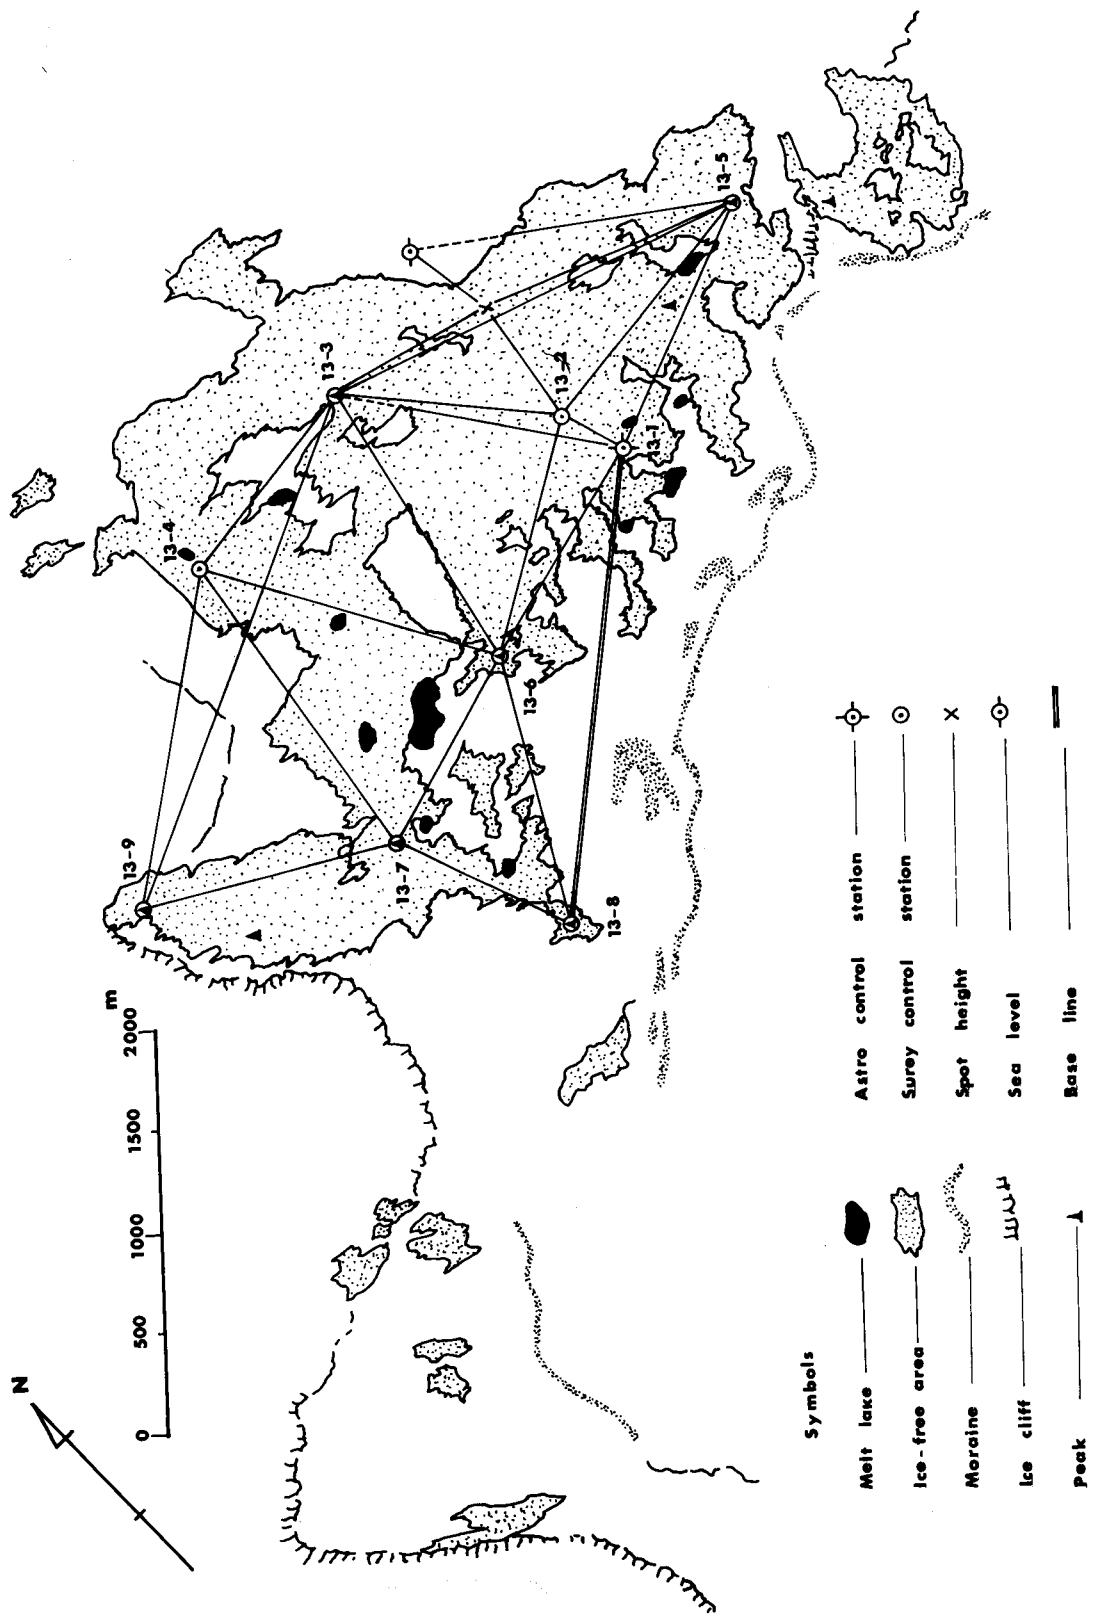 N
0 500 1000 1500 2000 m
13-9
13-4
13-3
13-5
13-7
13-6
13-2
13-8
13-1
Symbols
Melt lake
Ice-free area
Moraine
Ice cliff
Peak
Astro control station
Surey control station
Spot height
Sea level
Base line